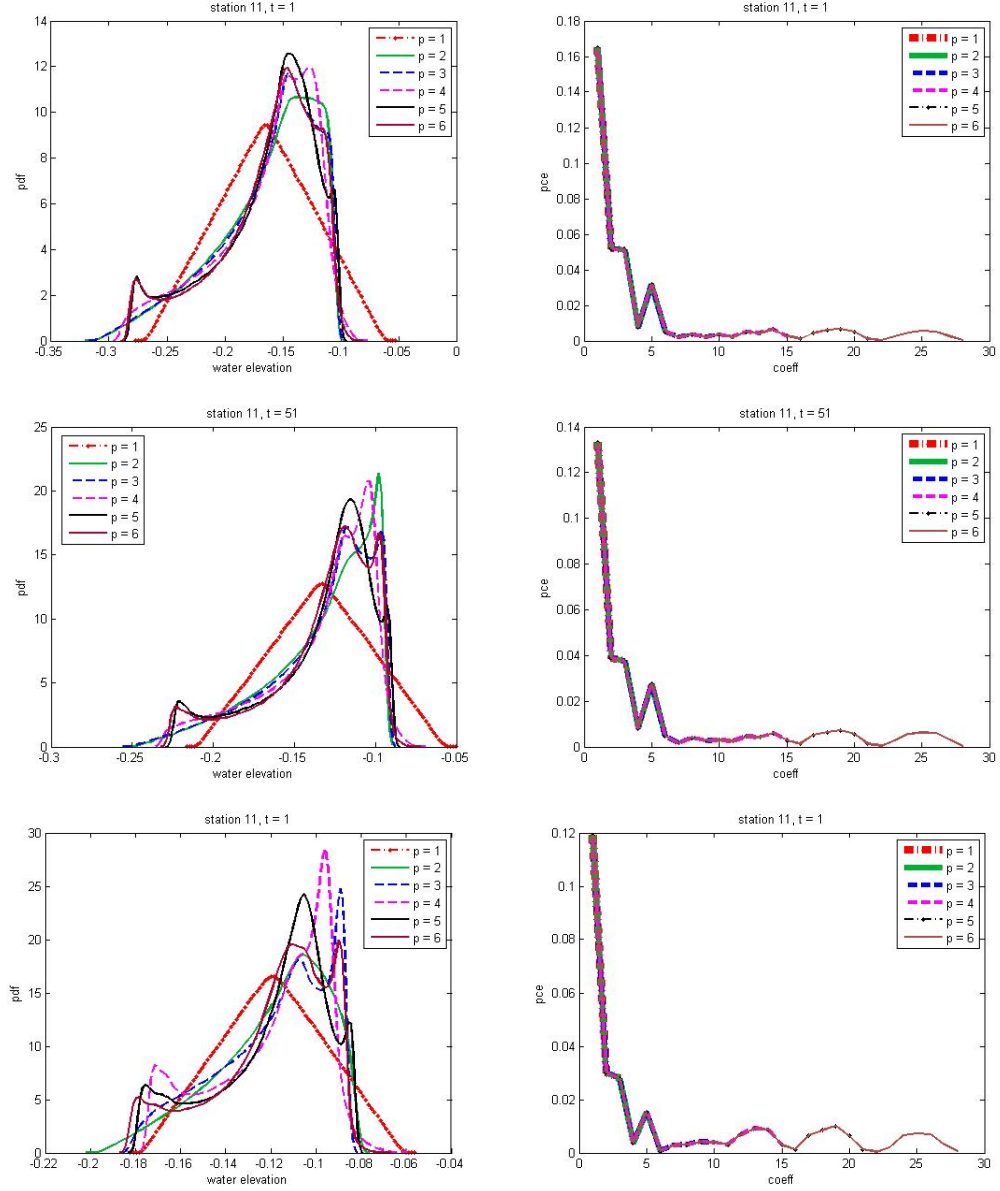 station 11, t = 1
14
12
10
8
6
4
2
0
pdf
-0.35
-0.3
-0.25
-0.2
-0.15
-0.1
-0.05
0
water elevation
p = 1
p = 2
p = 3
p = 4
p = 5
p = 6
station 11, t = 1
0.18
0.16
0.14
0.12
0.1
0.08
0.06
0.04
0.02
0
pce
0
5
10
15
20
25
30
coeff
p = 1
p = 2
p = 3
p = 4
p = 5
p = 6
station 11, t = 51
25
20
15
10
5
0
pdf
-0.3
-0.25
-0.2
-0.15
-0.1
-0.05
water elevation
p = 1
p = 2
p = 3
p = 4
p = 5
p = 6
station 11, t = 51
0.14
0.12
0.1
0.08
0.06
0.04
0.02
0
pce
0
5
10
15
20
25
30
coeff
p = 1
p = 2
p = 3
p = 4
p = 5
p = 6
station 11, t = 1
30
25
20
15
10
5
0
pdf
-0.22
-0.2
-0.18
-0.16
-0.14
-0.12
-0.1
-0.08
-0.06
-0.04
water elevation
p = 1
p = 2
p = 3
p = 4
p = 5
p = 6
station 11, t = 1
0.12
0.1
0.08
0.06
0.04
0.02
0
pce
0
5
10
15
20
25
30
coeff
p = 1
p = 2
p = 3
p = 4
p = 5
p = 6